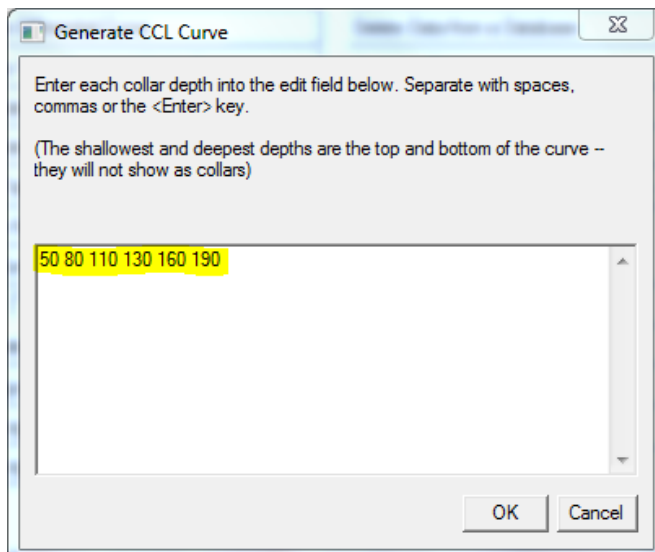 Generate CCL Curve
Enter each collar depth into the edit field below. Separate with spaces,
commas or the <Enter> key.
(The shallowest and deepest depths are the top and bottom of the curve --
they will not show as collars)
50 80 110 130 160 190
OK Cancel